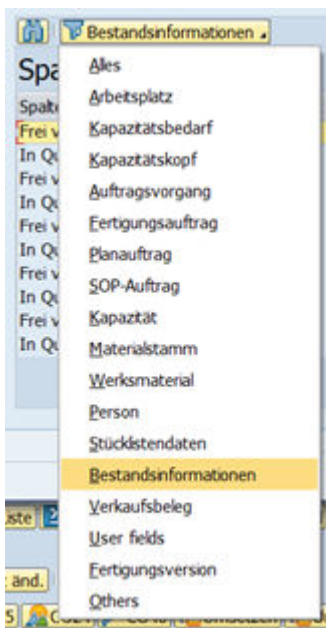 Bestandsinformationen
Spa
Spalte
Frei v
In Qu
Frei v
In Qu
Frei v
In Qu
Frei v
In Qu
Frei v
In Qu
Alles
Arbeitsplatz
Kapazitätsbedarf
Kapazitätskopf
Auftragsvorgang
Fertigungsauftrag
Planauftrag
SOP-Auftrag
Kapazität
Materialstamm
Werksmaterial
Person
Stücklistendaten
Bestandsinformationen
Verkaufsbeleg
User fields
Fertigungsversion
Others
iste
t änd.